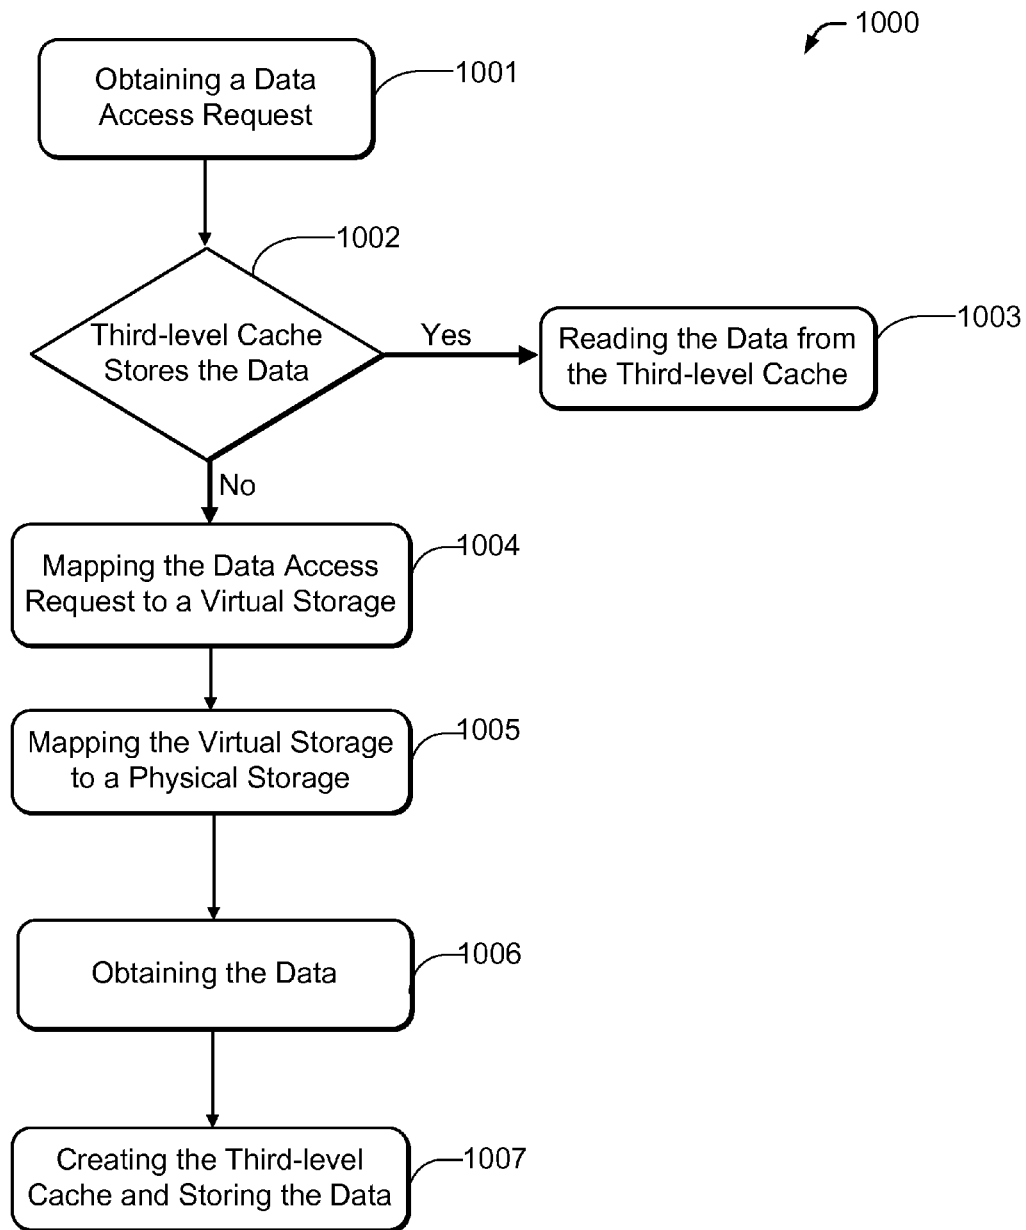 1000
Obtaining a Data
Access Request
1001
1002
Third-level Cache
Stores the Data
Yes
Reading the Data from
the Third-level Cache
1003
No
Mapping the Data Access
Request to a Virtual Storage
1004
Mapping the Virtual Storage
to a Physical Storage
1005
Obtaining the Data
1006
Creating the Third-level
Cache and Storing the Data
1007